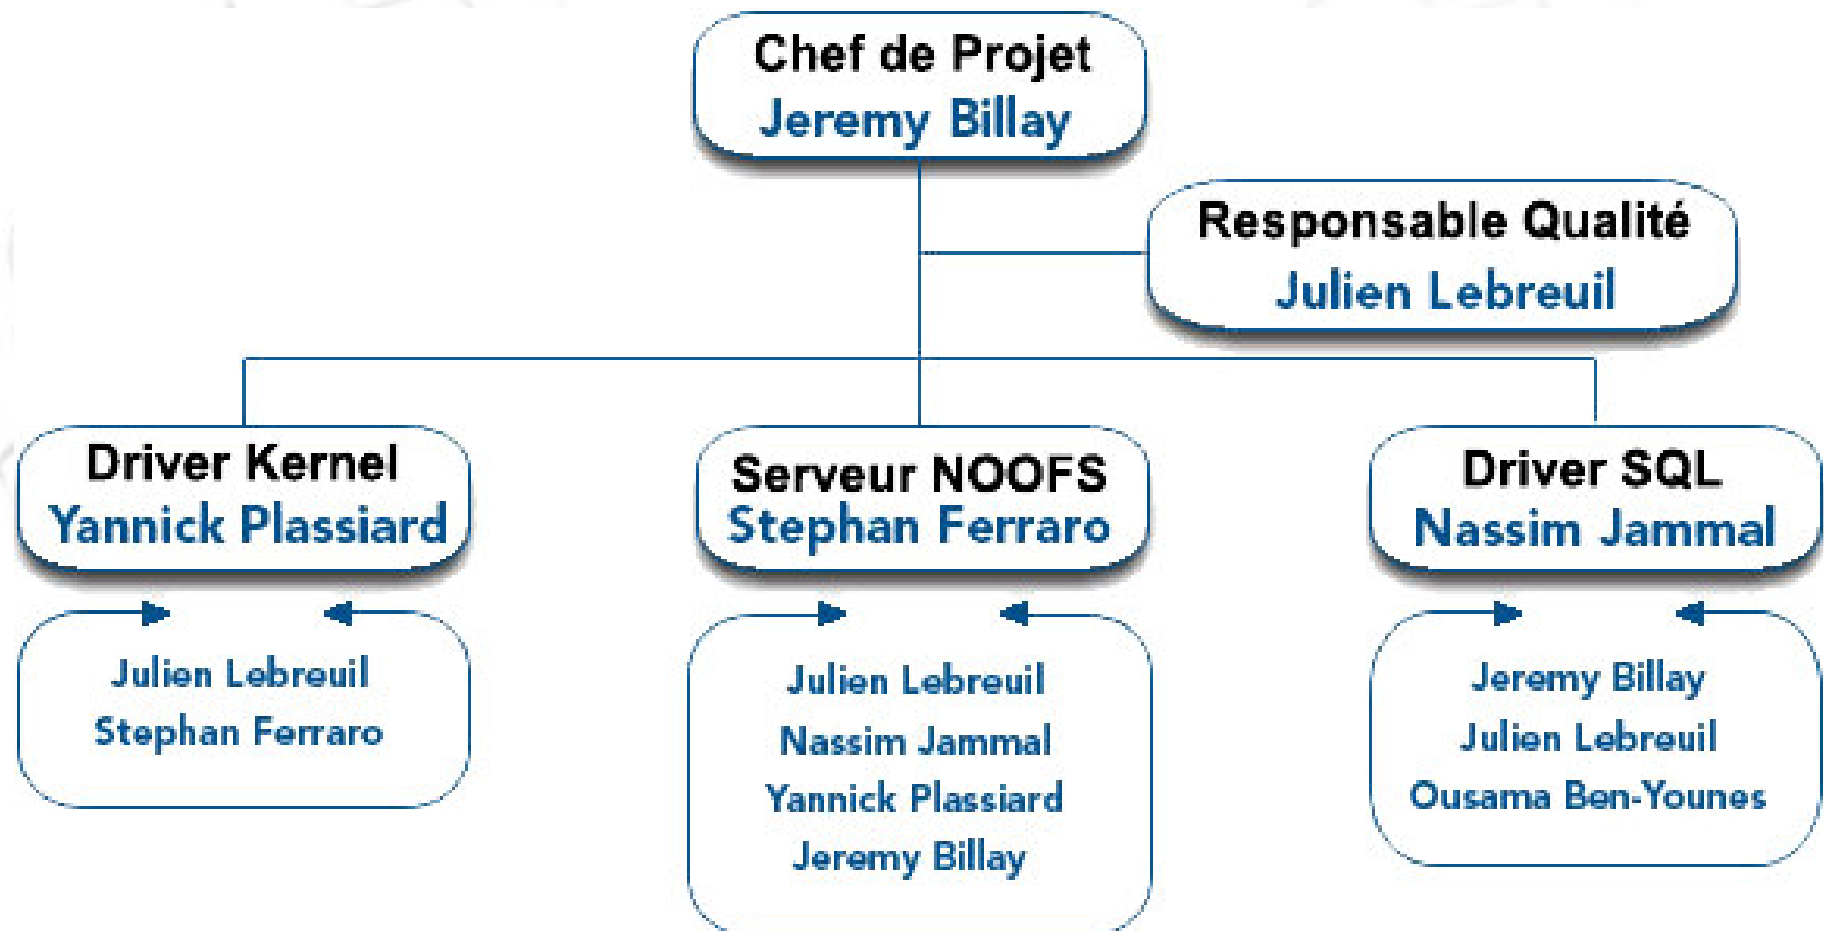 Chef de Projet
Jeremy Billay
Responsable Qualité
Julien Lebreuil
Driver Kernel
Yannick Plassiard
Julien Lebreuil
Stephan Ferraro
Serveur NOOFS
Stephan Ferraro
Julien Lebreuil
Nassim Jammal
Yannick Plassiard
Jeremy Billay
Driver SQL
Nassim Jammal
Jeremy Billay
Julien Lebreuil
Ousama Ben-Younes